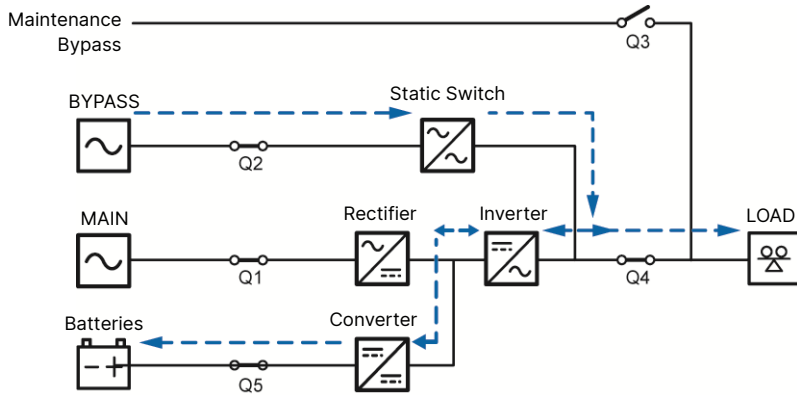 Maintenance
Bypass
Q3
BYPASS
Static Switch
Q2
MAIN
Rectifier
Inverter
LOAD
Q1
Q4
Batteries
Converter
Q5